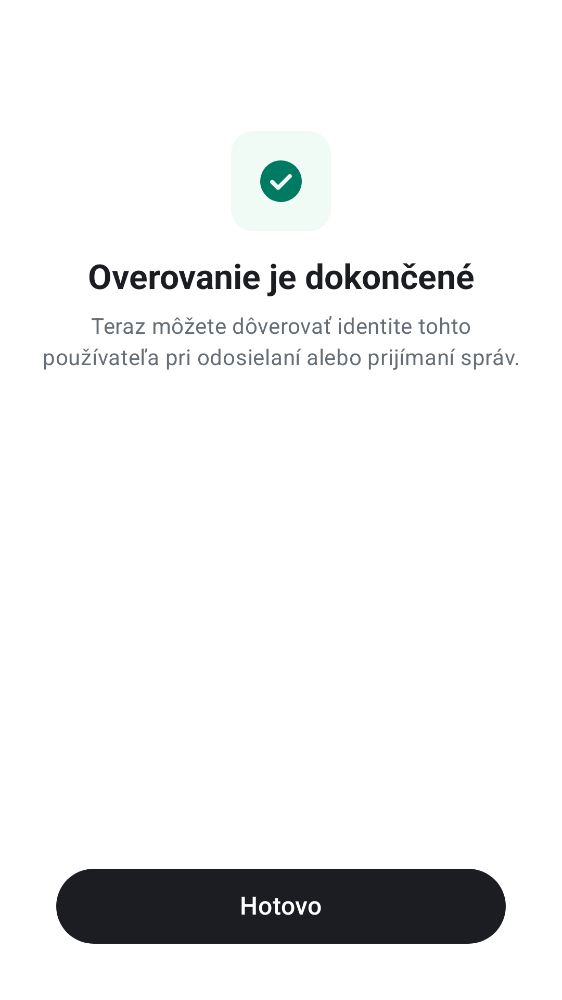 Overovanie je dokončené
Teraz môžete dôverovať identite tohto
používateľa pri odosielaní alebo prijímaní správ.
Hotovo